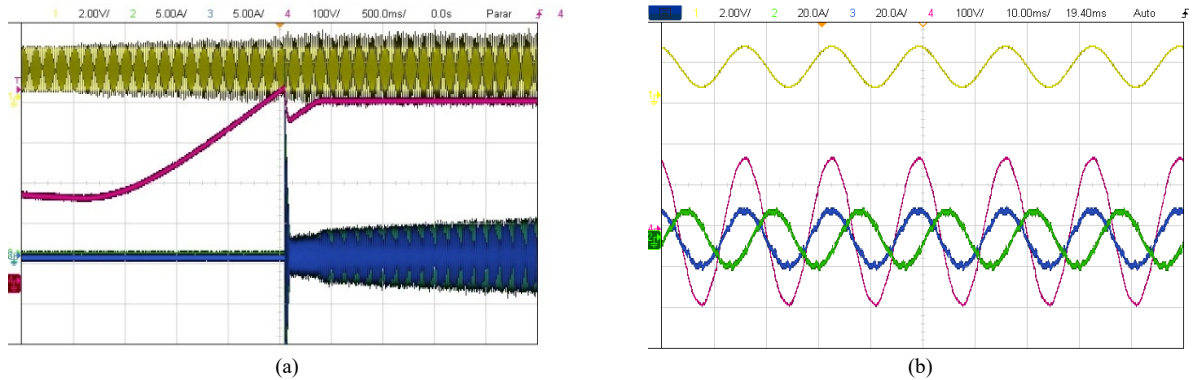 1 2.00V/ 2 5.00A/ 3 5.00A/ 4 100V/ 500.0ms/ 0.0s Parar 4
1 2.00V/ 2 20.0A/ 3 20.0A/ 4 100V/ 10.00ms/ 19.40ms Auto
(a)
(b)